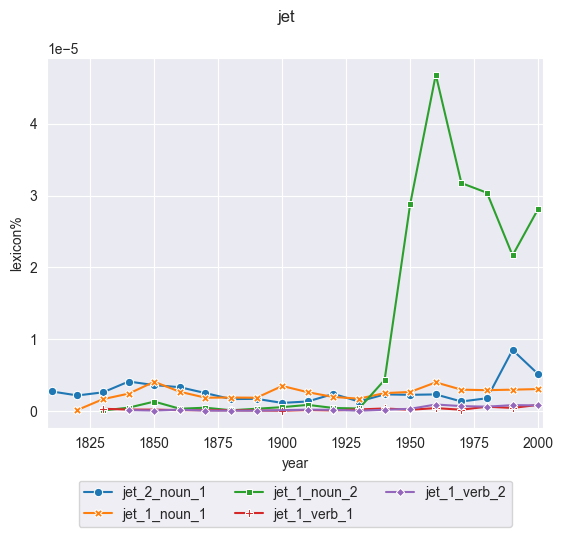 jet
1e−5
4
3
2
1
0
lexicon%
1825 1850 1875 1900 1925 1950 1975 2000
year
jet_2_noun_1 jet_1_noun_2 jet_1_verb_2
jet_1_noun_1 jet_1_verb_1